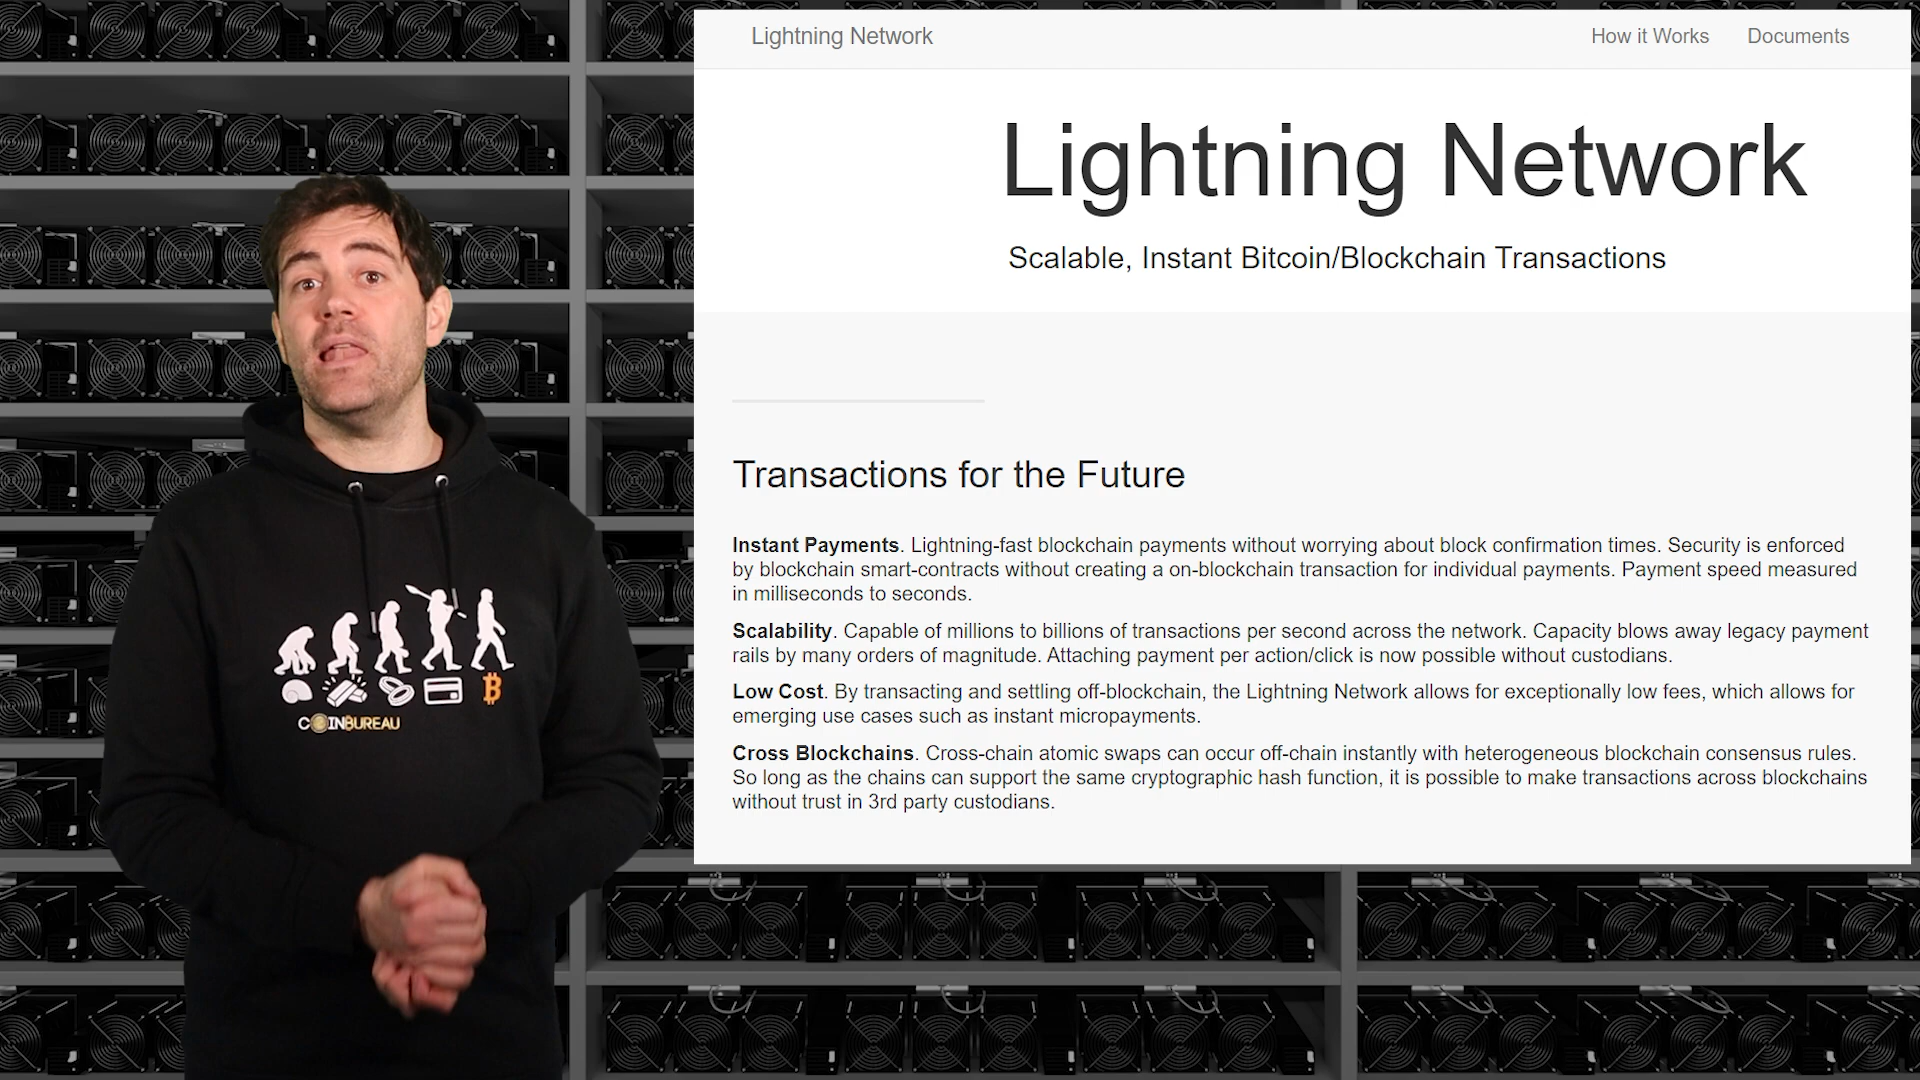 Lightning Network
How it Works
Documents
Lightning Network
Scalable, Instant Bitcoin/Blockchain Transactions
Transactions for the Future
Instant Payments. Lightning-fast blockchain payments without worrying about block confirmation times. Security is enforced
by blockchain smart-contracts without creating a on-blockchain transaction for individual payments. Payment speed measured
in milliseconds to seconds.
Scalability. Capable of millions to billions of transactions per second across the network. Capacity blows away legacy payment
rails by many orders of magnitude. Attaching payment per action/click is now possible without custodians.
Low Cost. By transacting and settling off-blockchain, the Lightning Network allows for exceptionally low fees, which allows for
emerging use cases such as instant micropayments.
Cross Blockchains. Cross-chain atomic swaps can occur off-chain instantly with heterogeneous blockchain consensus rules.
So long as the chains can support the same cryptographic hash function, it is possible to make transactions across blockchains
without trust in 3rd party custodians.
COINBUREAU